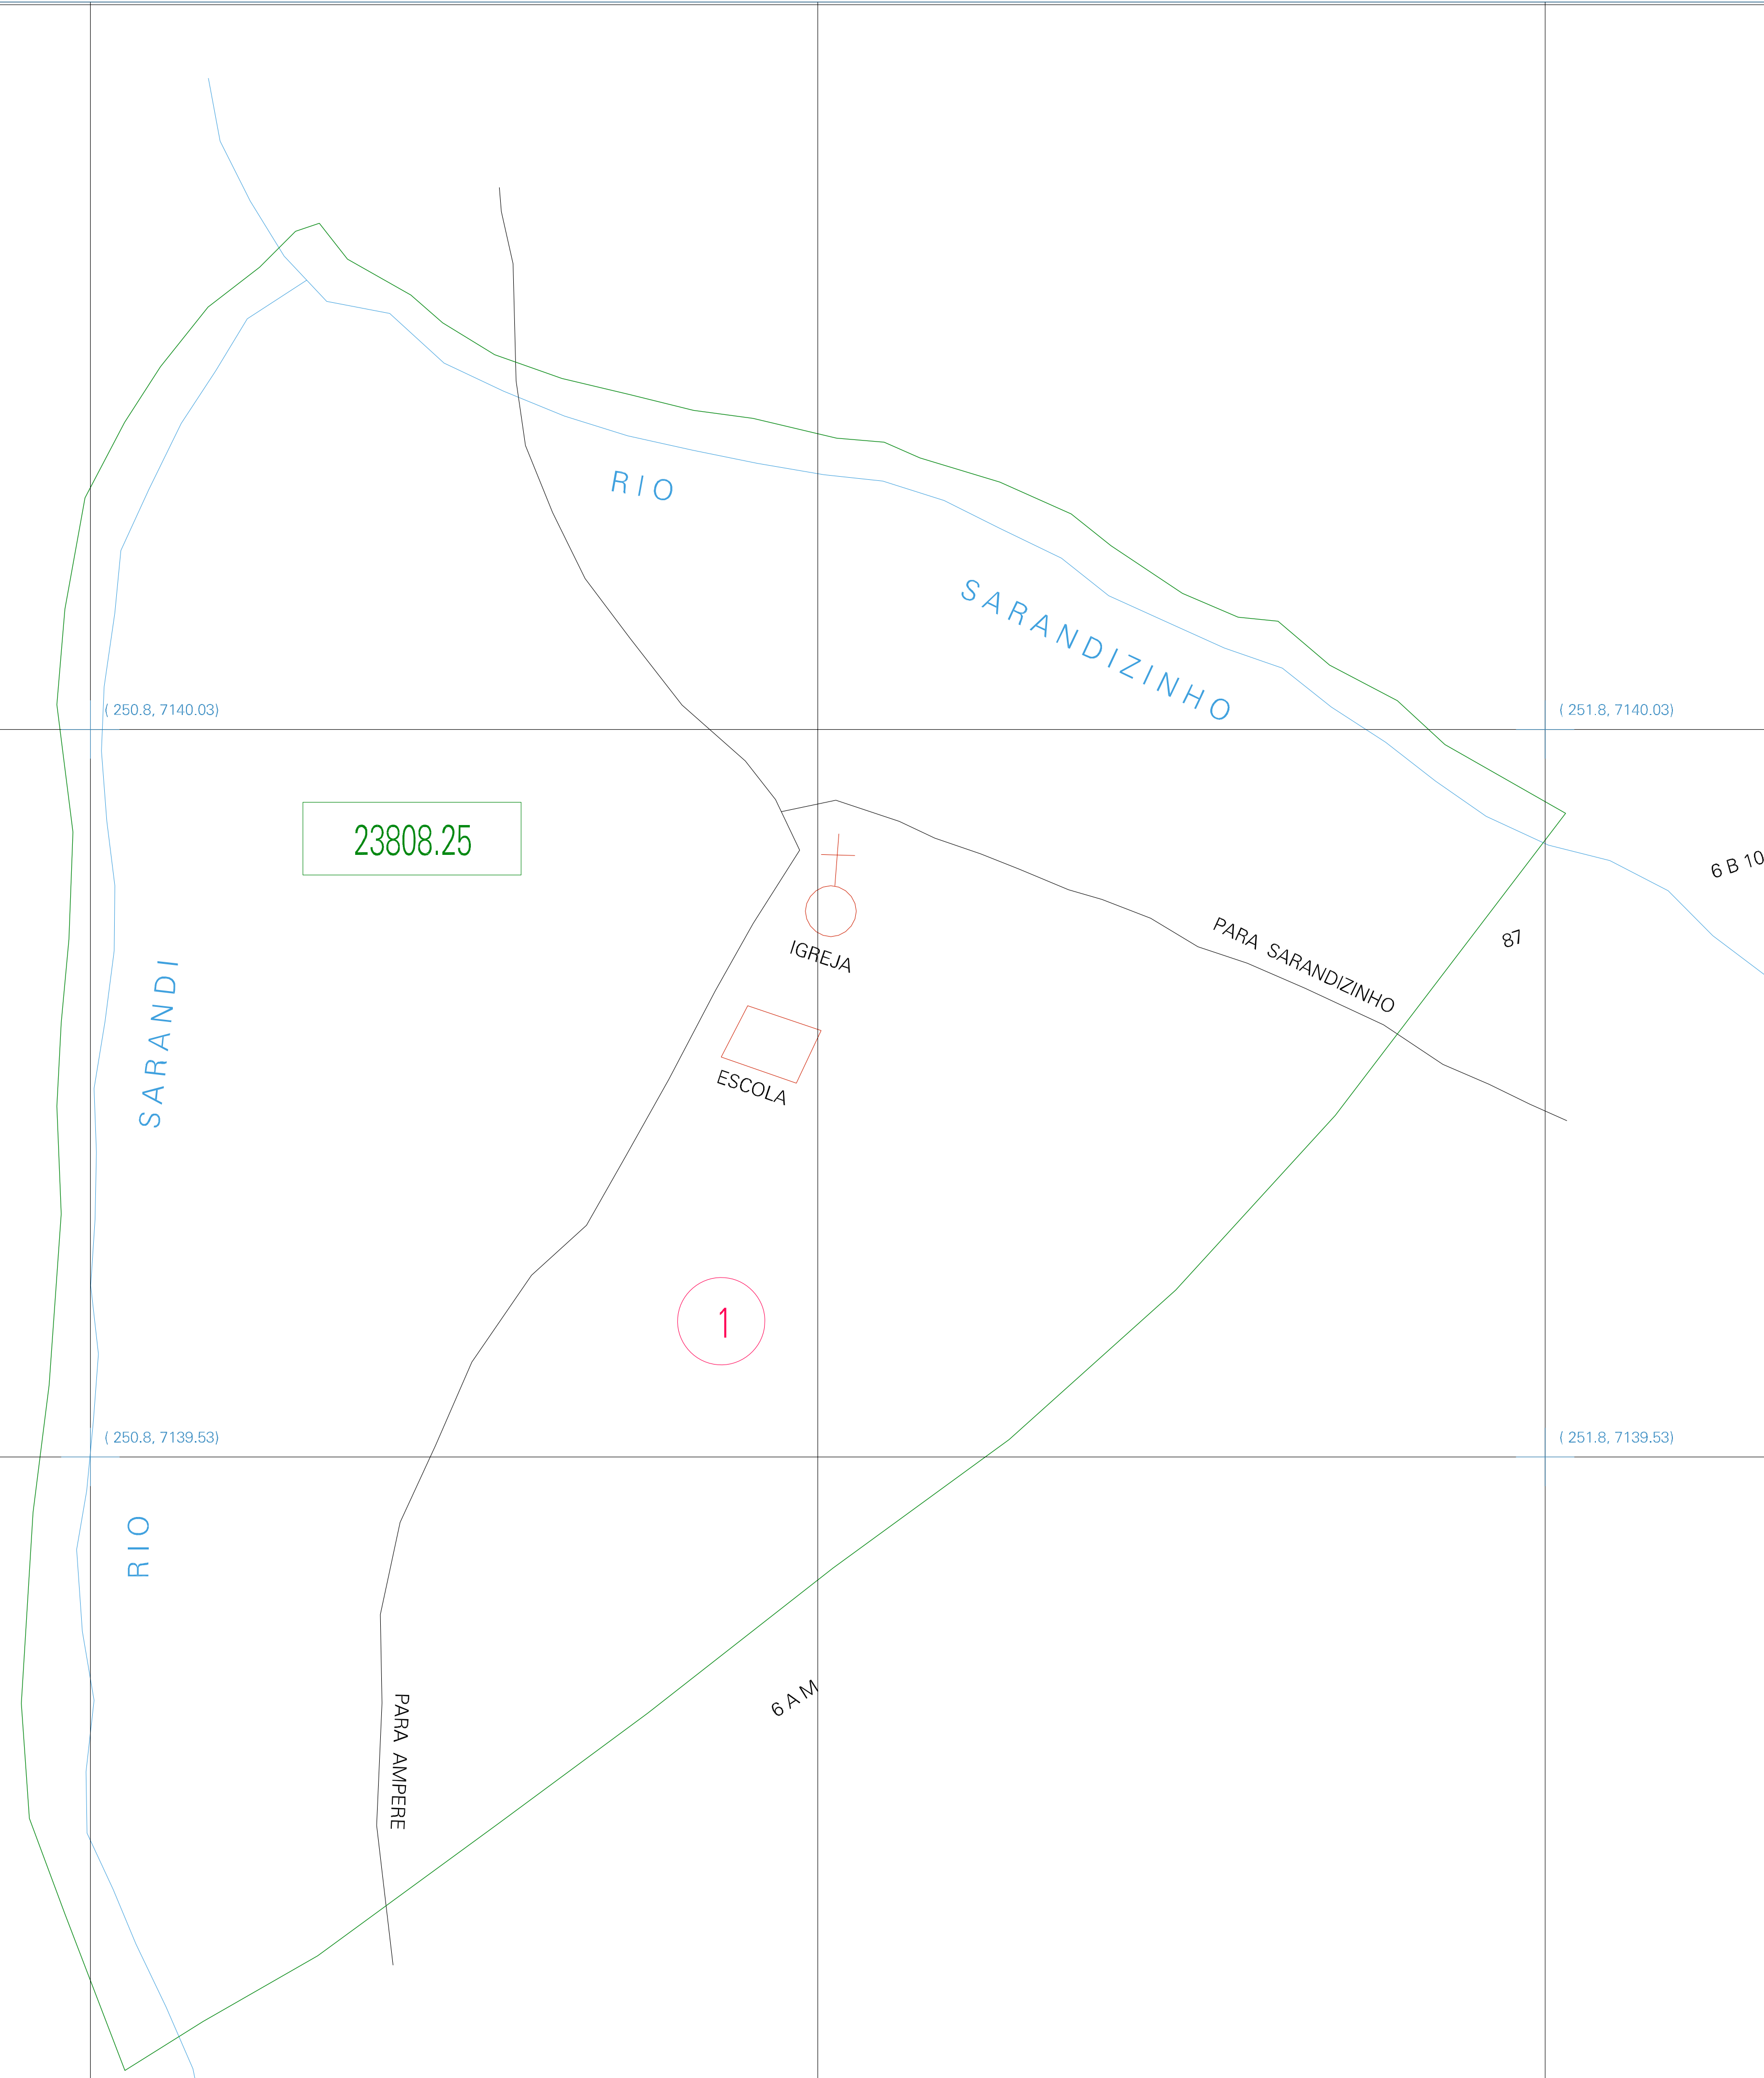 RIO
SARANDIZINHO
( 250.8, 7140.03)
( 251.8, 7140.03)
23808.25
6 B 10
PARA SARANDIZINHO
87
IGREJA
SARANDI
ESCOLA
1
( 250.8, 7139.53)
( 251.8, 7139.53)
RIO
6 A M
PARA AMPERE